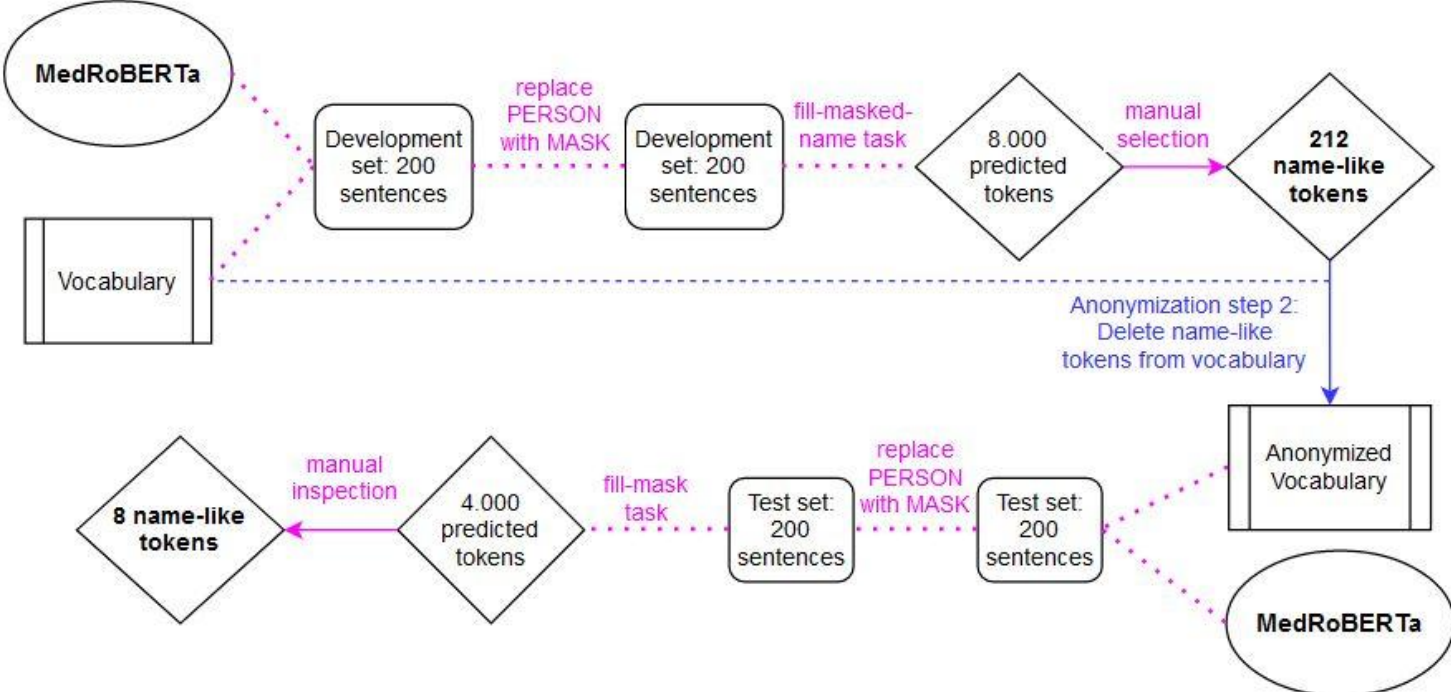 MedRoBERTa
Vocabulary
Development
set: 200
sentences
replace
PERSON
with MASK
Development
set: 200
sentences
fill-masked-
name task
8.000
predicted
tokens
manual
selection
212
name-like
tokens
Anonymization step 2:
Delete name-like
tokens from vocabulary
Anonymized
Vocabulary
MedRoBERTa
Test set:
200
sentences
replace
PERSON
with MASK
Test set:
200
sentences
fill-mask
task
4.000
predicted
tokens
manual
inspection
8 name-like
tokens